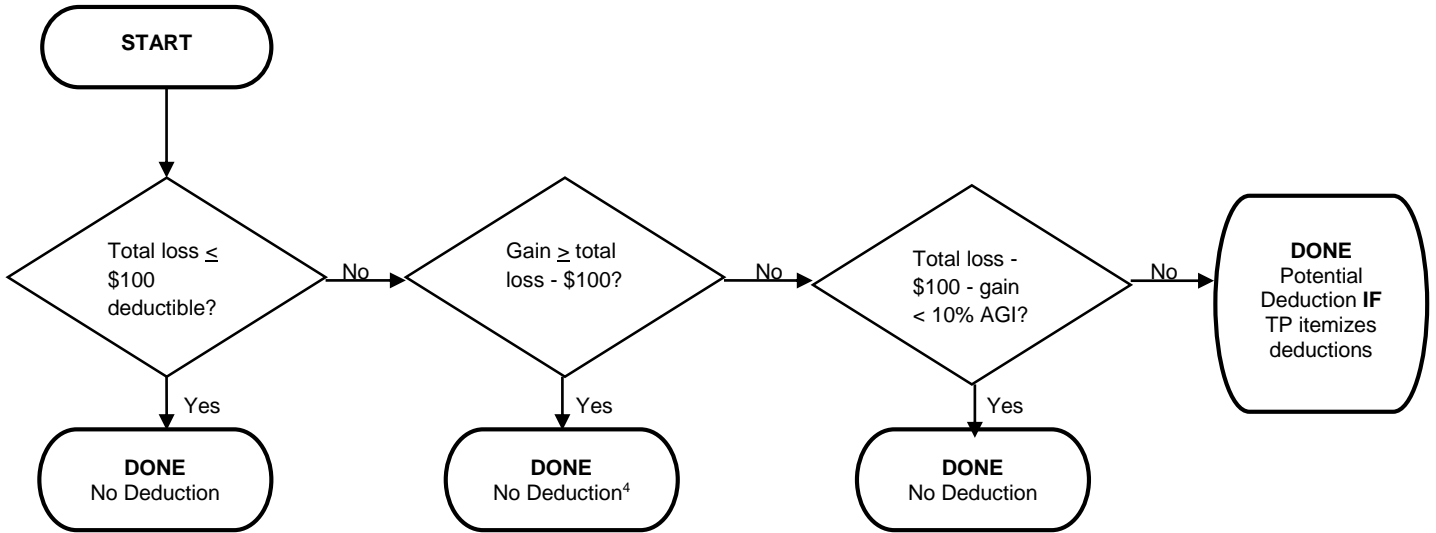 START
Total loss ≤
$100
deductible?
No
Gain ≥ total
loss - $100?
No
Total loss -
$100 - gain
< 10% AGI?
No
DONE
Potential
Deduction IF
TP itemizes
deductions
Yes
Yes
Yes
DONE
No Deduction
DONE
No Deduction⁴
DONE
No Deduction